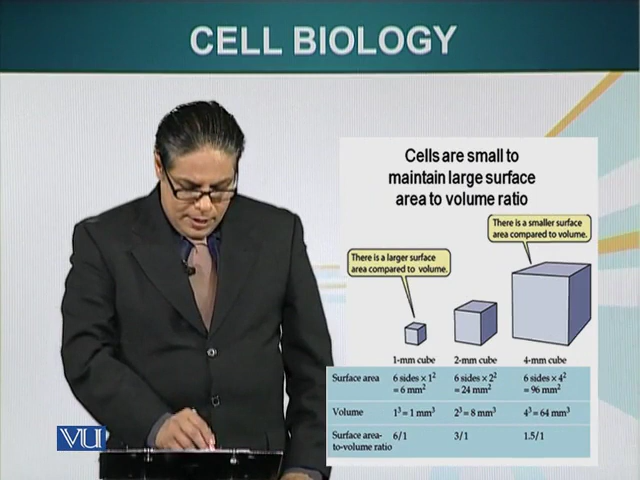 CELL BIOLOGY
Cells are small to
maintain large surface
area to volume ratio
There is a smaller surface
area compared to volume.
There is a larger surface
area compared to volume.
1-mm cube 2-mm cube 4-mm cube
Surface area 6 sides × 1² 6 sides × 2² 6 sides × 4²
= 6 mm² = 24 mm² = 96 mm²
Volume 1³ = 1 mm³ 2³ = 8 mm³ 4³ = 64 mm³
Surface area- 6/1 3/1 1.5/1
to-volume ratio
VU